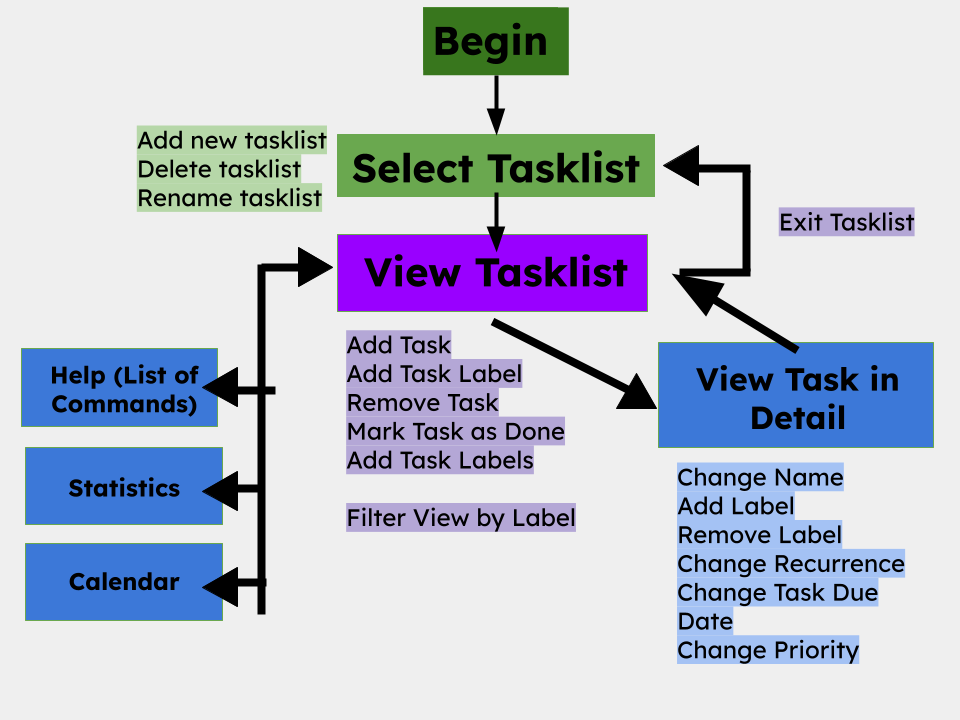 Begin
Add new tasklist
Delete tasklist
Rename tasklist
Select Tasklist
Exit Tasklist
View Tasklist
Add Task
Add Task Label
Remove Task
Mark Task as Done
Add Task Labels
Filter View by Label
Help (List of
Commands)
Statistics
Calendar
View Task in
Detail
Change Name
Add Label
Remove Label
Change Recurrence
Change Task Due
Date
Change Priority